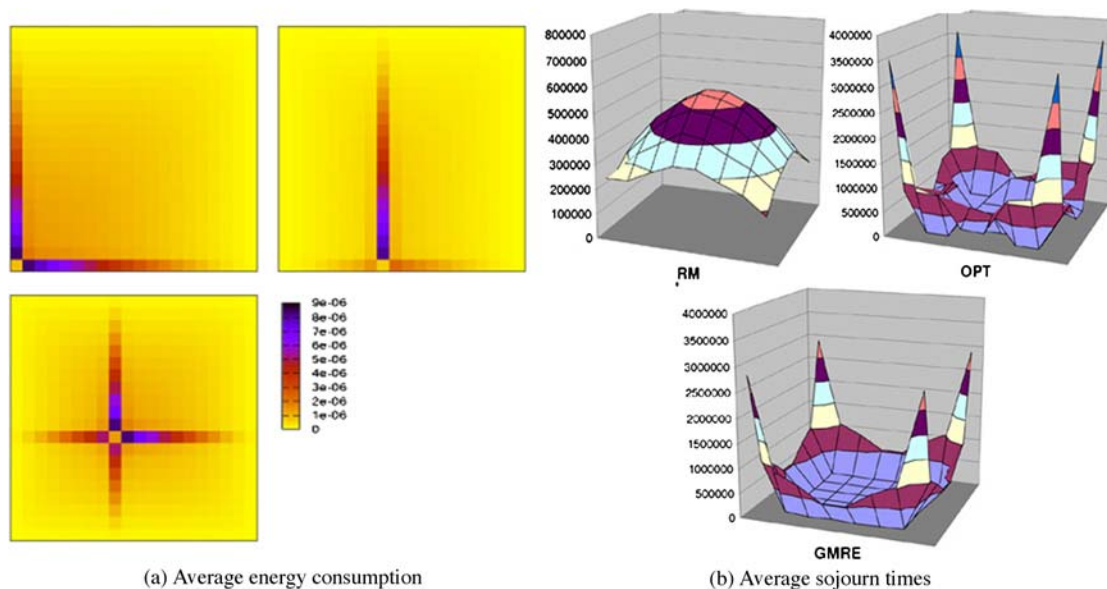 800000
700000
600000
500000
400000
300000
200000
100000
0
RM
4000000
3500000
3000000
2500000
2000000
1500000
1000000
500000
0
OPT
9e-06
8e-06
7e-06
6e-06
5e-06
4e-06
3e-06
2e-06
1e-06
0
4000000
3500000
3000000
2500000
2000000
1500000
1000000
500000
0
GMRE
(a) Average energy consumption
(b) Average sojourn times